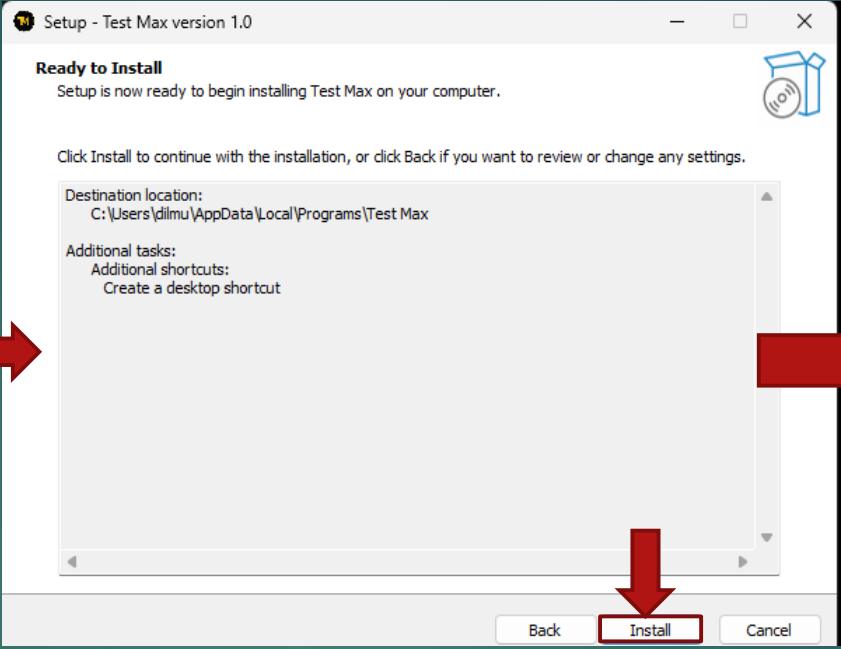 Setup - Test Max version 1.0
Ready to Install
Setup is now ready to begin installing Test Max on your computer.
Click Install to continue with the installation, or click Back if you want to review or change any settings.
Destination location:
C:\Users\dilmu\AppData\Local\Programs\Test Max
Additional tasks:
Additional shortcuts:
Create a desktop shortcut
Back Install Cancel